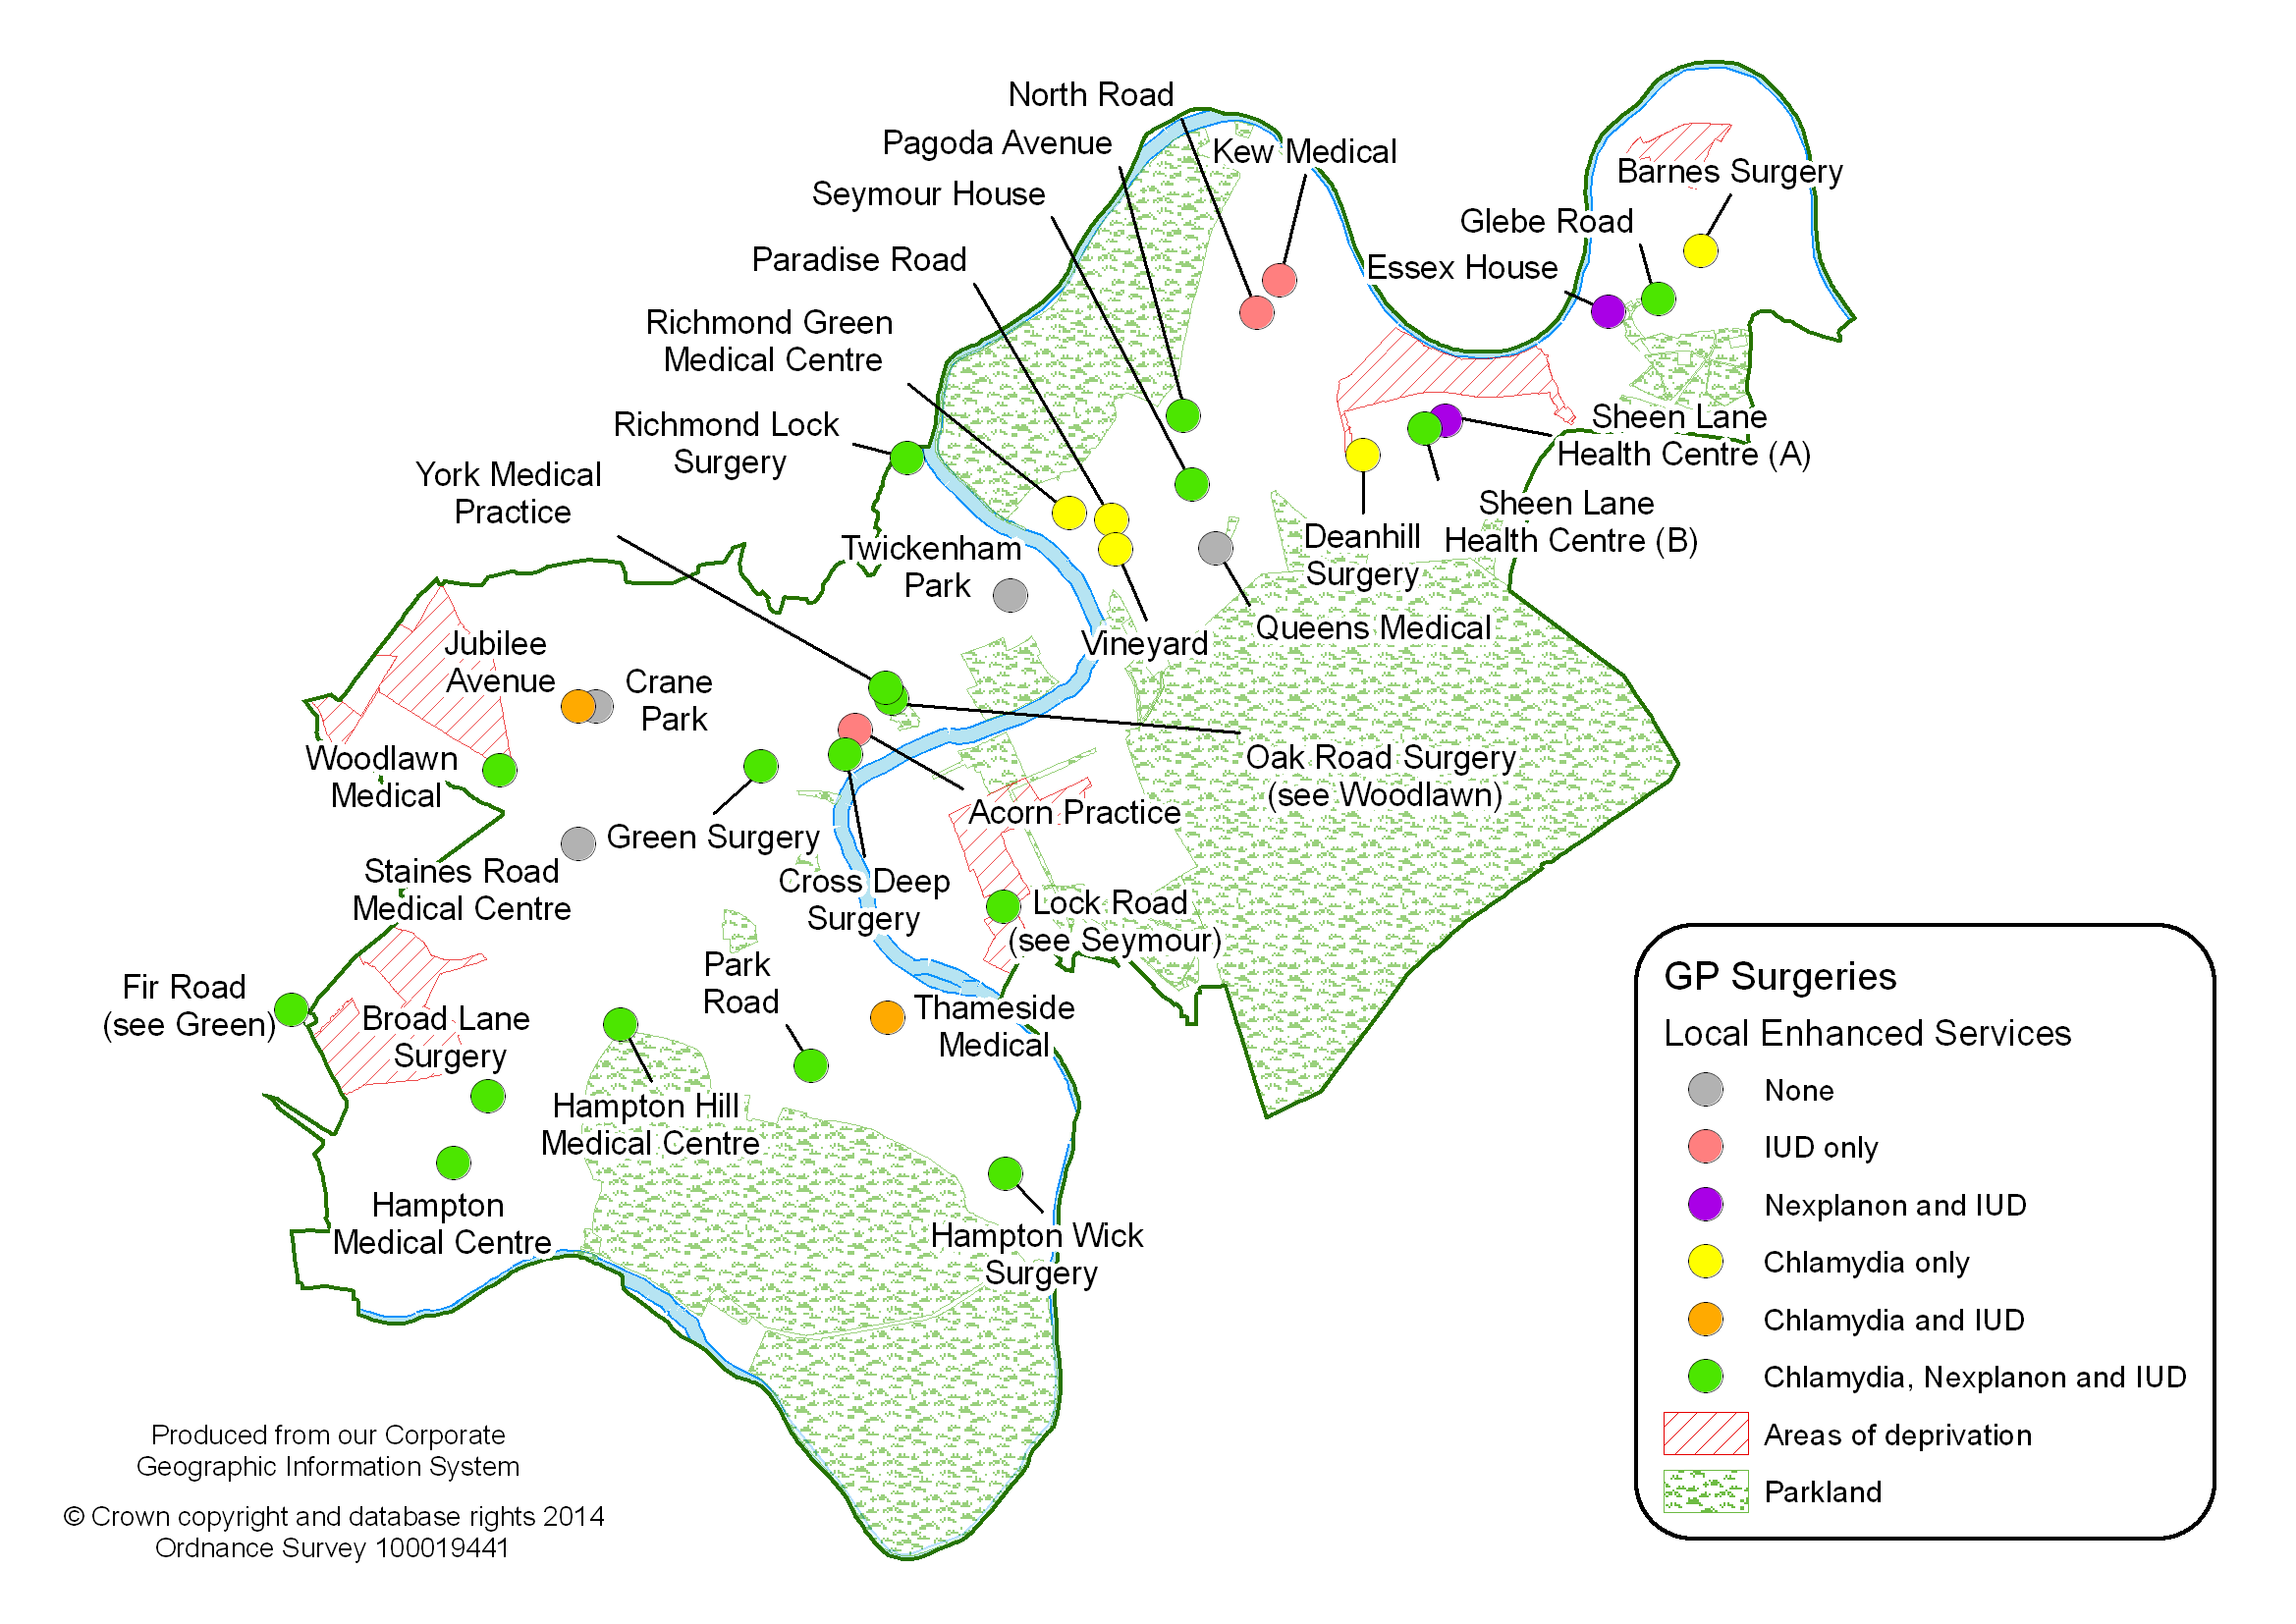 North Road
Pagoda Avenue
Kew Medical
Seymour House
Barnes Surgery
Glebe Road
Paradise Road
Essex House
Richmond Green
Medical Centre
Richmond Lock
Surgery
Sheen Lane
Health Centre (A)
York Medical
Practice
Sheen Lane
Health Centre (B)
Deanhill
Surgery
Twickenham
Park
Queens Medical
Vineyard
Jubilee
Avenue
Crane
Park
Woodlawn
Medical
Oak Road Surgery
(see Woodlawn)
Acorn Practice
Green Surgery
Staines Road
Medical Centre
Cross Deep
Surgery
Lock Road
(see Seymour)
Park
Road
Fir Road
(see Green)
Thameside
Medical
Broad Lane
Surgery
Hampton Hill
Medical Centre
Hampton
Medical Centre
Hampton Wick
Surgery
GP Surgeries
Local Enhanced Services
None
IUD only
Nexplanon and IUD
Chlamydia only
Chlamydia and IUD
Chlamydia, Nexplanon and IUD
Areas of deprivation
Parkland
Produced from our Corporate
Geographic Information System
© Crown copyright and database rights 2014
Ordnance Survey 100019441